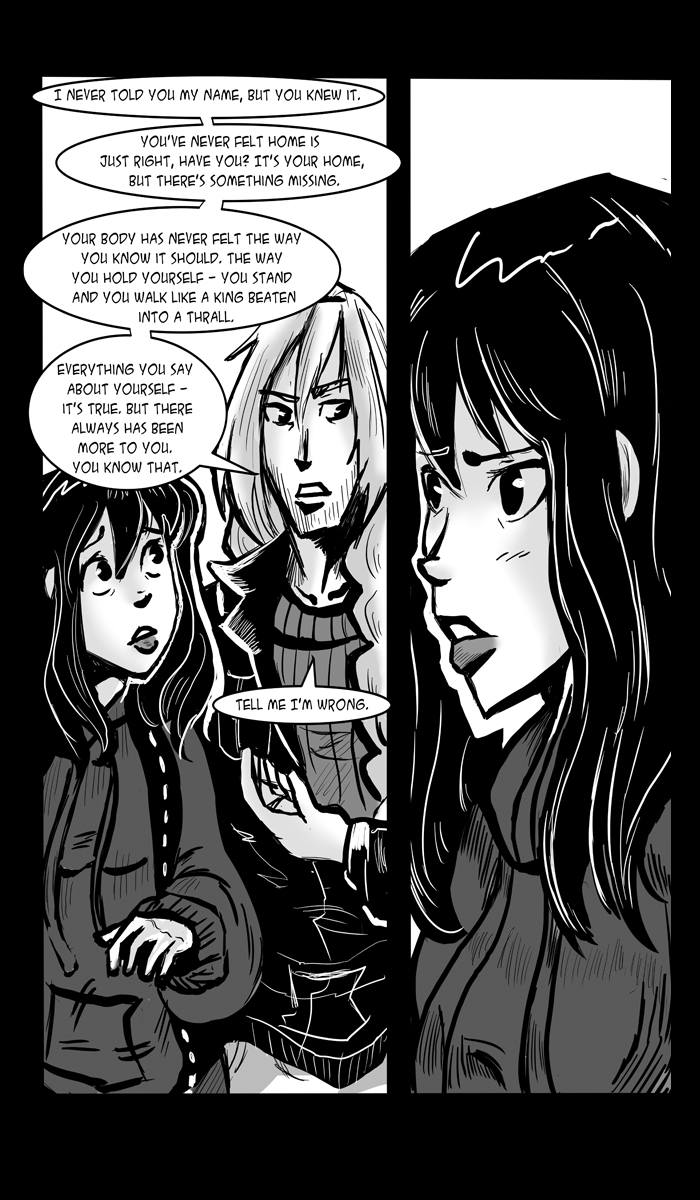 I NEVER TOLD YOU MY NAME, BUT YOU KNEW IT.
YOU'VE NEVER FELT HOME IS
JUST RIGHT, HAVE YOU? IT'S YOUR HOME,
BUT THERE'S SOMETHING MISSING.
YOUR BODY HAS NEVER FELT THE WAY
YOU KNOW IT SHOULD. THE WAY
YOU HOLD YOURSELF - YOU STAND
AND YOU WALK LIKE A KING BEATEN
INTO A THRALL.
EVERYTHING YOU SAY
ABOUT YOURSELF -
IT'S TRUE. BUT THERE
ALWAYS HAS BEEN
MORE TO YOU.
YOU KNOW THAT.
TELL ME I'M WRONG.